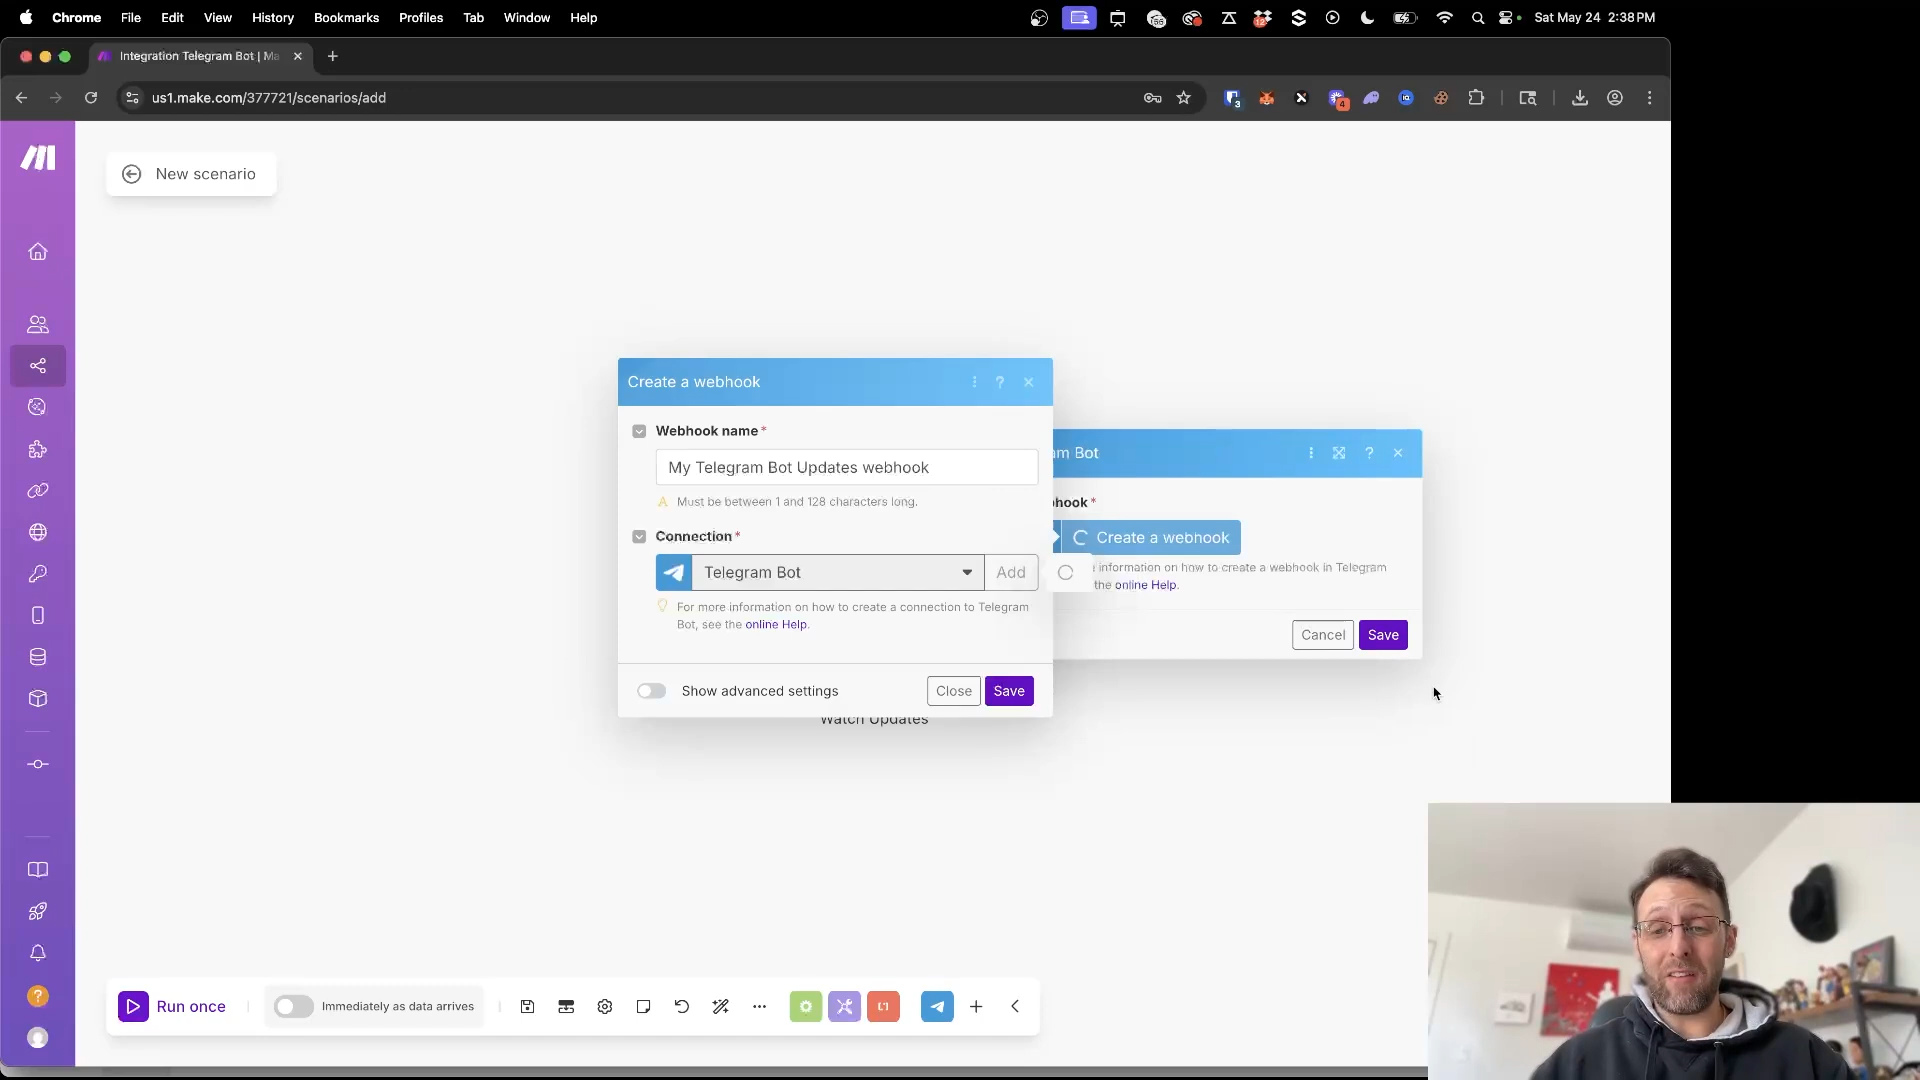 Chrome File Edit View History Bookmarks Profiles Tab Window Help Sat May 24 2:38 PM
Integration Telegram Bot | Ma
us1.make.com/377721/scenarios/add
New scenario
Create a webhook
Webhook name *
My Telegram Bot Updates webhook
Must be between 1 and 128 characters long.
Connection *
Telegram Bot Add
For more information on how to create a connection to Telegram
Bot, see the online Help.
Show advanced settings Close Save
am Bot
hook *
Create a webhook
information on how to create a webhook in Telegram
the online Help.
Cancel Save
Watch Updates
Run once Immediately as data arrives